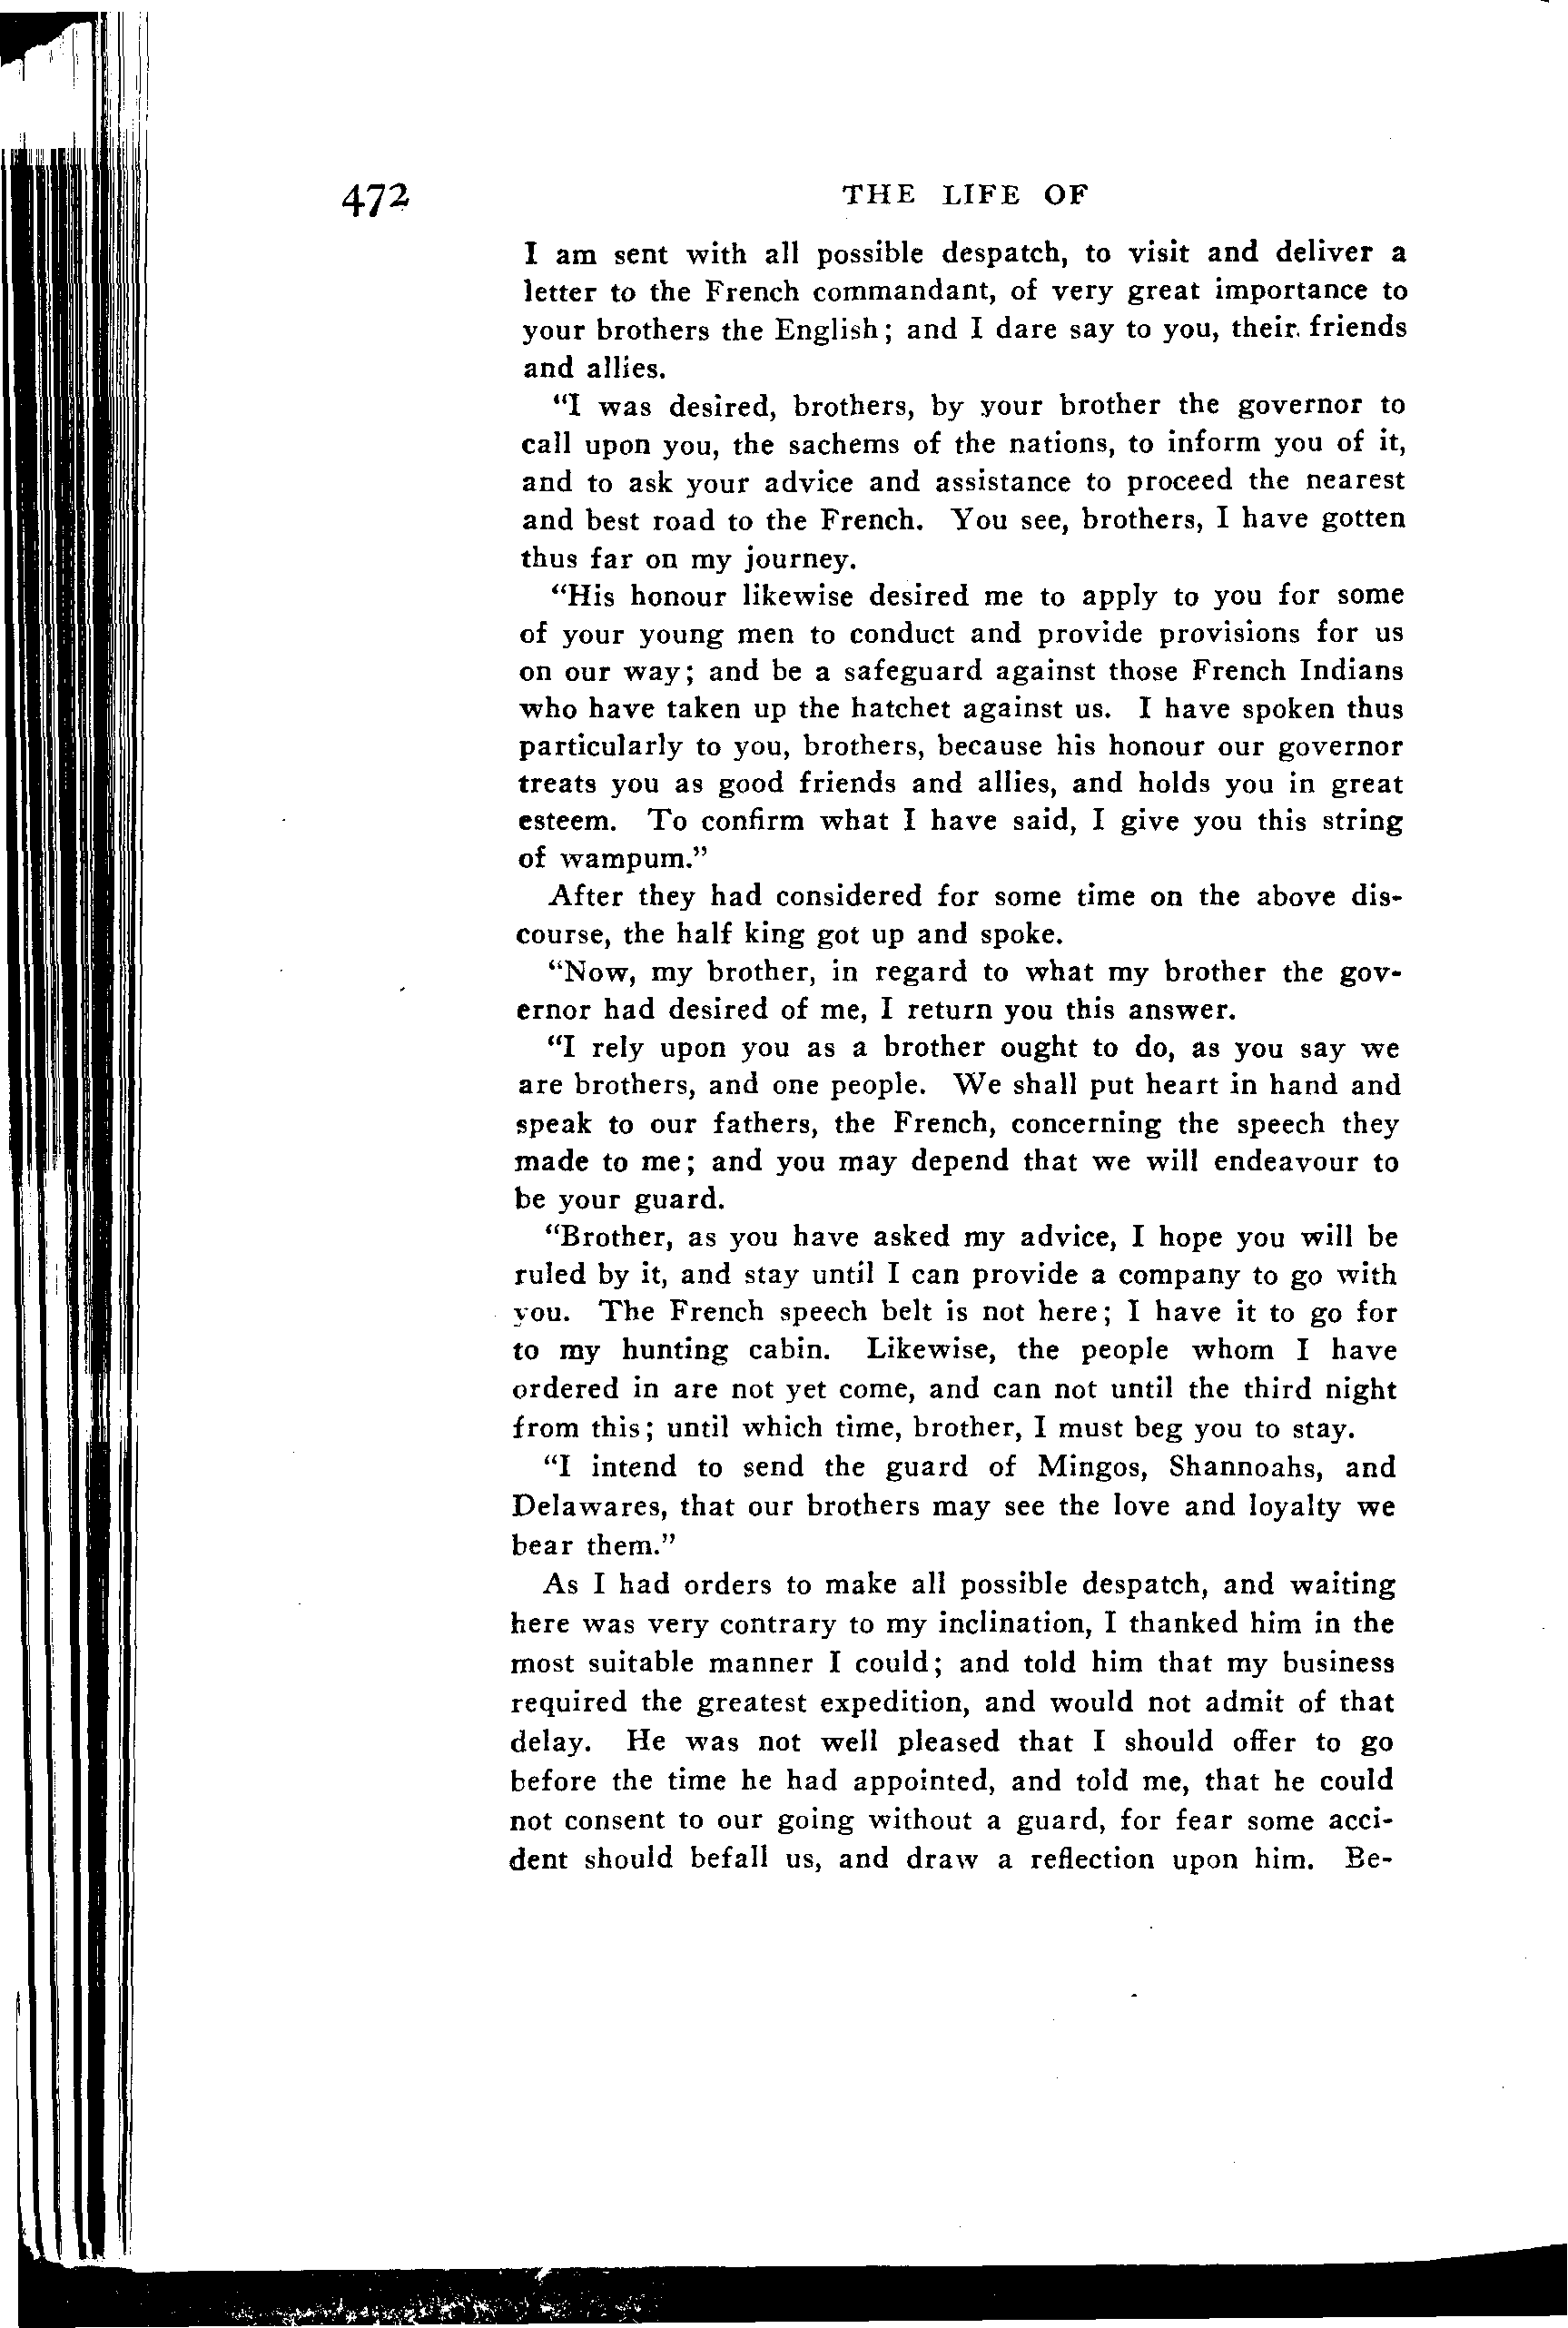 472
THE LIFE OF
I am sent with all possible despatch, to visit and deliver a
letter to the French commandant, of very great importance to
your brothers the English; and I dare say to you, their friends
and allies.
"I was desired, brothers, by your brother the governor to
call upon you, the sachems of the nations, to inform you of it,
and to ask your advice and assistance to proceed the nearest
and best road to the French. You see, brothers, I have gotten
thus far on my journey.
"His honour likewise desired me to apply to you for some
of your young men to conduct and provide provisions for us
on our way; and be a safeguard against those French Indians
who have taken up the hatchet against us. I have spoken thus
particularly to you, brothers, because his honour our governor
treats you as good friends and allies, and holds you in great
esteem. To confirm what I have said, I give you this string
of wampum."
After they had considered for some time on the above dis-
course, the half king got up and spoke.
"Now, my brother, in regard to what my brother the gov-
ernor had desired of me, I return you this answer.
"I rely upon you as a brother ought to do, as you say we
are brothers, and one people. We shall put heart in hand and
speak to our fathers, the French, concerning the speech they
made to me; and you may depend that we will endeavour to
be your guard.
"Brother, as you have asked my advice, I hope you will be
ruled by it, and stay until I can provide a company to go with
you. The French speech belt is not here; I have it to go for
to my hunting cabin. Likewise, the people whom I have
ordered in are not yet come, and can not until the third night
from this; until which time, brother, I must beg you to stay.
"I intend to send the guard of Mingos, Shannoahs, and
Delawares, that our brothers may see the love and loyalty we
bear them."
As I had orders to make all possible despatch, and waiting
here was very contrary to my inclination, I thanked him in the
most suitable manner I could; and told him that my business
required the greatest expedition, and would not admit of that
delay. He was not well pleased that I should offer to go
before the time he had appointed, and told me, that he could
not consent to our going without a guard, for fear some acci-
dent should befall us, and draw a reflection upon him. Be-